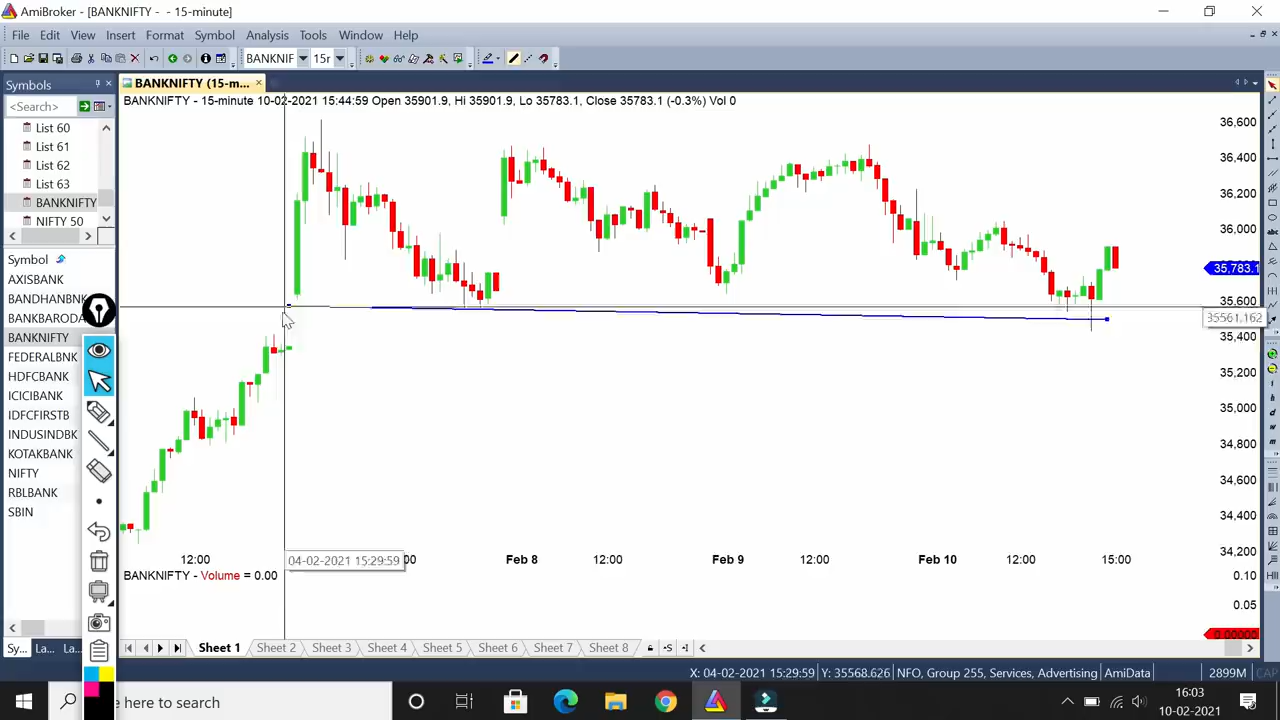 AmiBroker - [BANKNIFTY - - 15-minute]
File Edit View Insert Format Symbol Analysis Tools Window Help
BANKNIF 15r
Symbols
BANKNIFTY (15-m...
<Search>
BANKNIFTY - 15-minute 10-02-2021 15:44:59 Open 35901.9, Hi 35901.9, Lo 35783.1, Close 35783.1 (-0.3%) Vol 0
List 60
List 61
List 62
List 63
BANKNIFTY
NIFTY 50
Symbol
AXISBANK
BANDHANBNK
BANKBARODA
BANKNIFTY
FEDERALBNK
HDFCBANK
ICICIBANK
IDFCFIRSTB
INDUSINDBK
KOTAKBANK
NIFTY
RBLBANK
SBIN
36,600
36,400
36,200
36,000
35,783.1
35,600
35561.162
35,400
35,200
35,000
34,800
34,600
34,400
34,200
12:00 04-02-2021 15:29:59 Feb 8 12:00 Feb 9 12:00 Feb 10 12:00 15:00
BANKNIFTY - Volume = 0.00
0.10
0.05
0.00000
Sy... La... La...
Sheet 1 Sheet 2 Sheet 3 Sheet 4 Sheet 5 Sheet 6 Sheet 7 Sheet 8
X: 04-02-2021 15:29:59 Y: 35568.626 NFO, Group 255, Services, Advertising AmiData 2899M CAP
here to search
16:03
10-02-2021